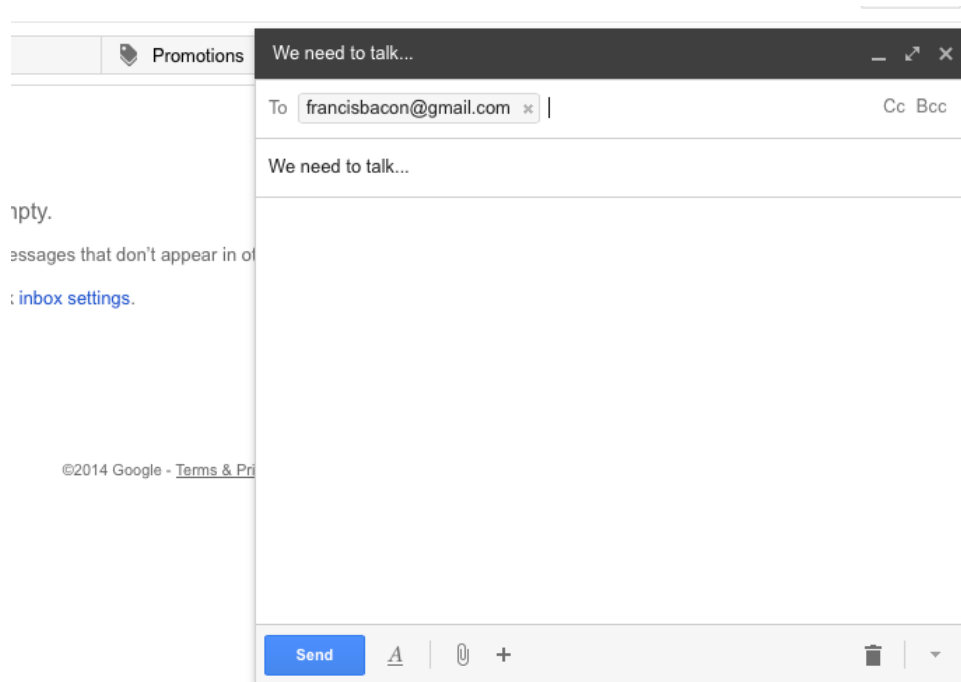 Promotions
We need to talk...
To francisbacon@gmail.com × Cc Bcc
We need to talk...
npty.
essages that don't appear in ot
k inbox settings.
©2014 Google - Terms & Pri
Send A